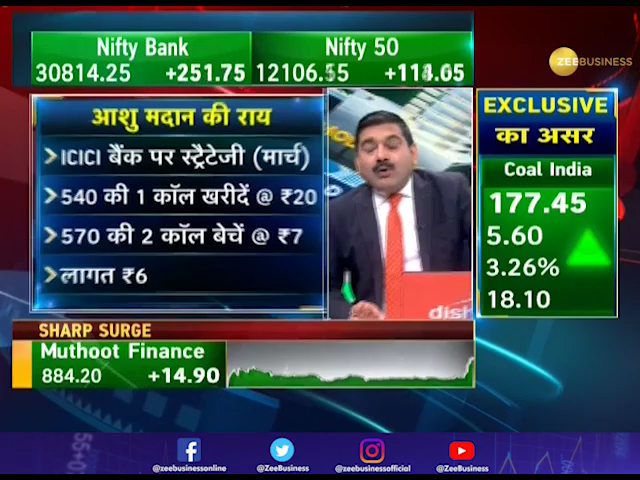 Nifty Bank
30814.25 +251.75
Nifty 50
12106.55
ZEEBUSINESS
आशु मदान की राय
ICICI बैंक पर स्ट्रैटेजी (मार्च)
540 की 1 कॉल खरीदें @ ₹20
570 की 2 कॉल बेचें @ ₹7
लागत ₹6
EXCLUSIVE
का असर
Coal India
177.45
5.60
3.26%
18.10
dish
SHARP SURGE
Muthoot Finance
884.20 +14.90
@zeebusinessonline
@ZeeBusiness
@zeebusinessofficial
@ZeeBusiness